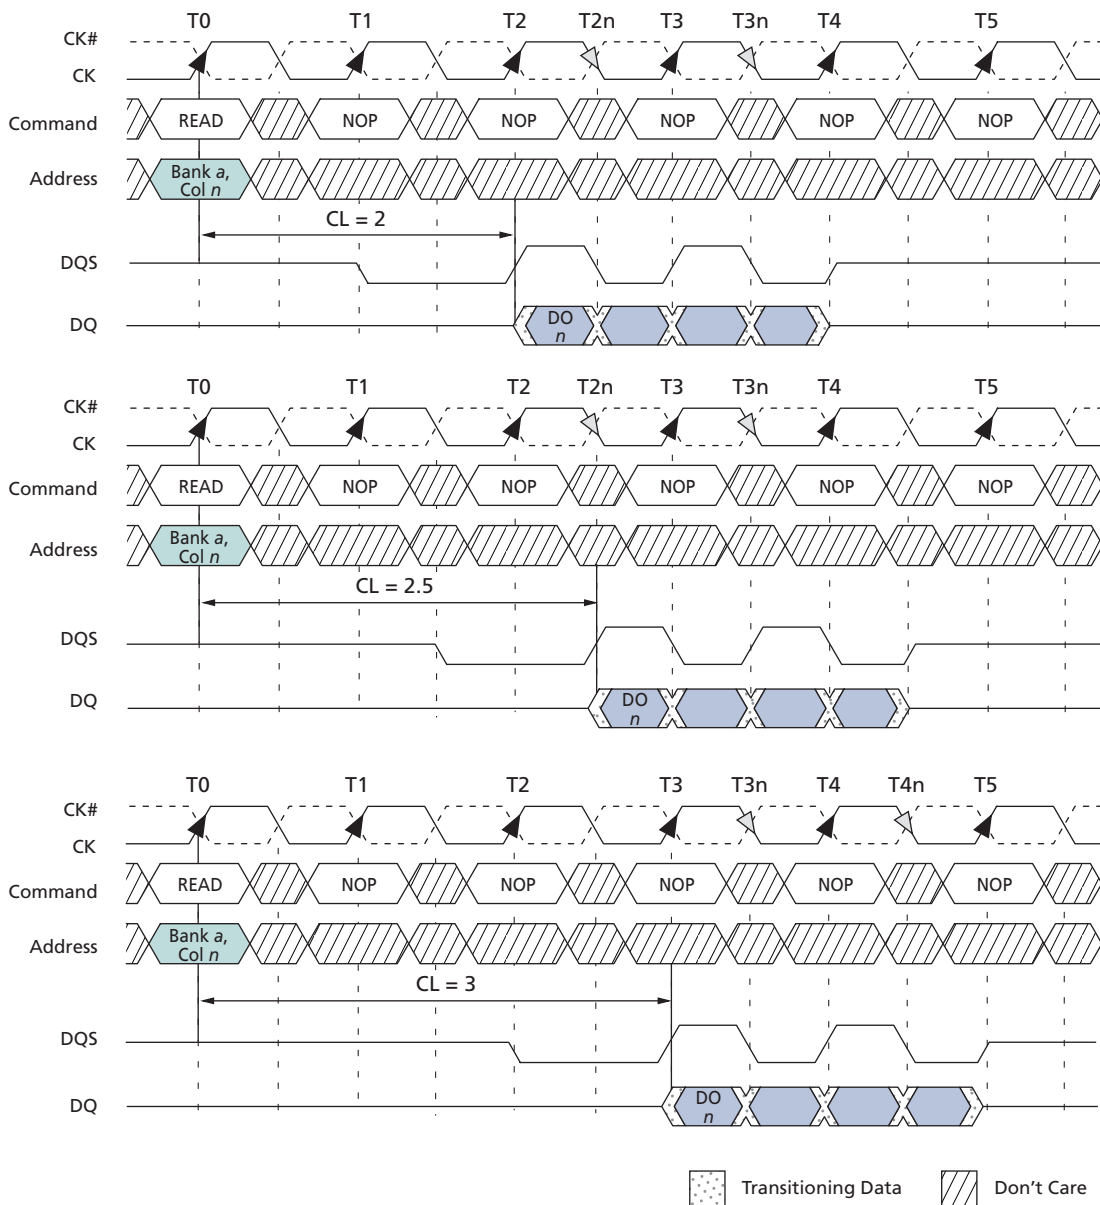 T0 T1 T2 T2n T3 T3n T4 T5
CK#
CK
Command READ NOP NOP NOP NOP NOP
Address Bank a,
Col n
CL = 2
DQS
DQ DO
n
T0 T1 T2 T2n T3 T3n T4 T5
CK#
CK
Command READ NOP NOP NOP NOP NOP
Address Bank a,
Col n
CL = 2.5
DQS
DQ DO
n
T0 T1 T2 T3 T3n T4 T4n T5
CK#
CK
Command READ NOP NOP NOP NOP NOP
Address Bank a,
Col n
CL = 3
DQS
DQ DO
n
Transitioning Data Don't Care